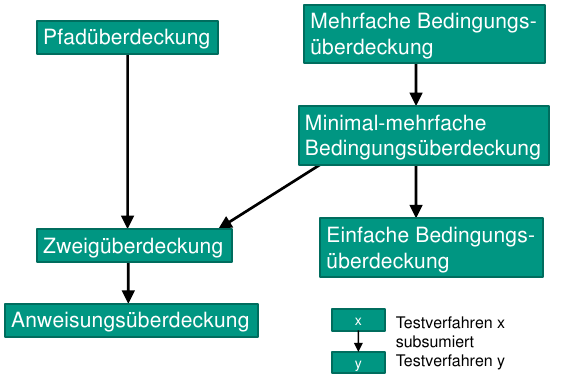 Pfadüberdeckung
Mehrfache Bedingungs-
überdeckung
Minimal-mehrfache
Bedingungsüberdeckung
Zweigüberdeckung
Einfache Bedingungs-
überdeckung
Anweisungsüberdeckung
x
Testverfahren x
subsumiert
Testverfahren y
y